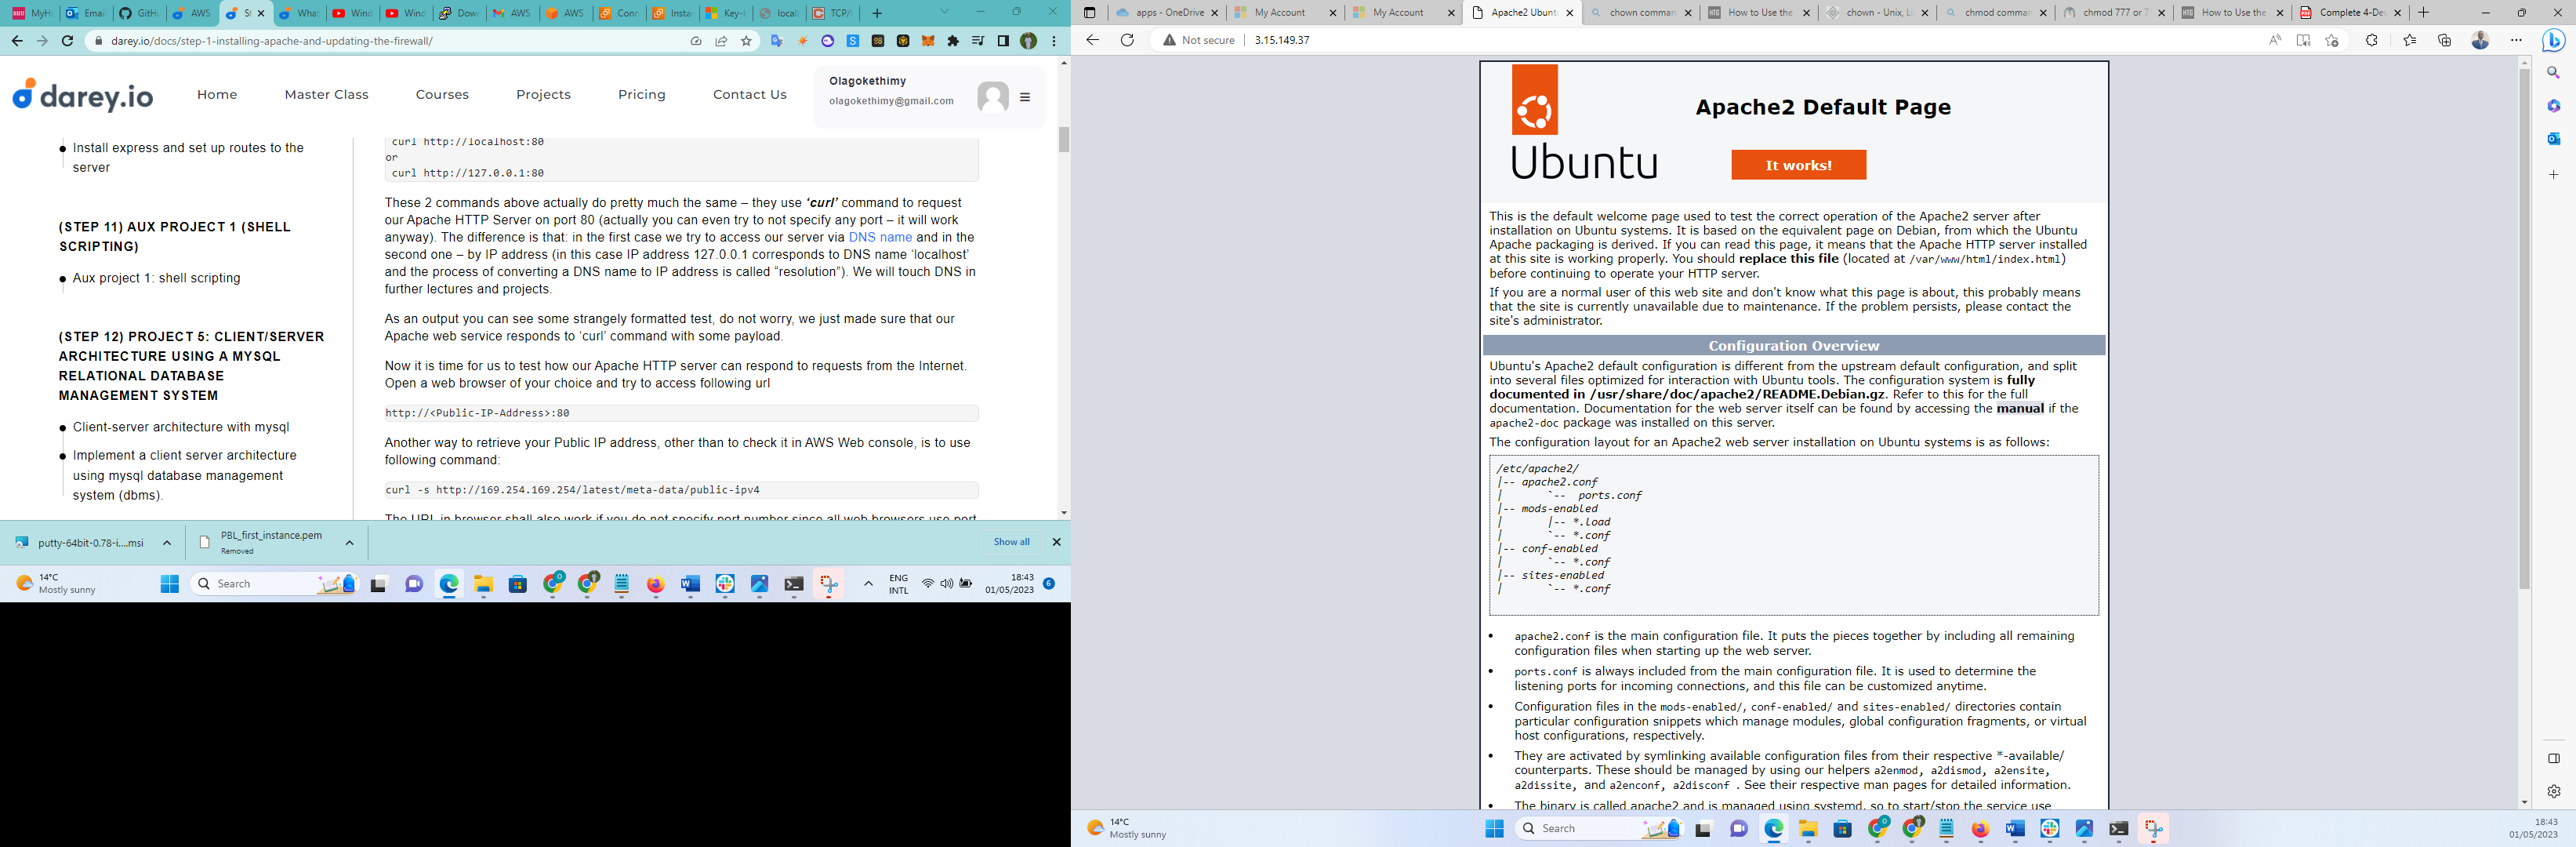 MyH
Emai
GitH
AWS
St
What
Wind
Wind
Down
AWS
AWS
Conn
Insta
Key-
local
TCP/
darey.io/docs/step-1-installing-apache-and-updating-the-firewall/
darey.io
Home
Master Class
Courses
Projects
Pricing
Contact Us
Olagokethimy
olagokethimy@gmail.com
Install express and set up routes to the
server
(STEP 11) AUX PROJECT 1 (SHELL
SCRIPTING)
Aux project 1: shell scripting
(STEP 12) PROJECT 5: CLIENT/SERVER
ARCHITECTURE USING A MYSQL
RELATIONAL DATABASE
MANAGEMENT SYSTEM
Client-server architecture with mysql
Implement a client server architecture
using mysql database management
system (dbms).
curl http://localhost:80
or
curl http://127.0.0.1:80
These 2 commands above actually do pretty much the same – they use ‘curl’ command to request
our Apache HTTP Server on port 80 (actually you can even try to not specify any port – it will work
anyway). The difference is that: in the first case we try to access our server via DNS name and in the
second one – by IP address (in this case IP address 127.0.0.1 corresponds to DNS name ‘localhost’
and the process of converting a DNS name to IP address is called “resolution”). We will touch DNS in
further lectures and projects.
As an output you can see some strangely formatted test, do not worry, we just made sure that our
Apache web service responds to ‘curl’ command with some payload.
Now it is time for us to test how our Apache HTTP server can respond to requests from the Internet.
Open a web browser of your choice and try to access following url
http://<Public-IP-Address>:80
Another way to retrieve your Public IP address, other than to check it in AWS Web console, is to use
following command:
curl -s http://169.254.169.254/latest/meta-data/public-ipv4
The URL in browser shall also work if you do not specify port number since all web browsers use port
putty-64bit-0.78-i....msi
PBL_first_instance.pem
Removed
Show all
14°C
Mostly sunny
Search
ENG
INTL
18:43
01/05/2023
6
apps - OneDrive
My Account
My Account
Apache2 Ubunt
chown comman
How to Use the
chown - Unix, Li
chmod comma
chmod 777 or 7
How to Use the
Complete 4-De
Not secure
3.15.149.37
Ubuntu
Apache2 Default Page
It works!
This is the default welcome page used to test the correct operation of the Apache2 server after
installation on Ubuntu systems. It is based on the equivalent page on Debian, from which the Ubuntu
Apache packaging is derived. If you can read this page, it means that the Apache HTTP server installed
at this site is working properly. You should replace this file (located at /var/www/html/index.html)
before continuing to operate your HTTP server.
If you are a normal user of this web site and don't know what this page is about, this probably means
that the site is currently unavailable due to maintenance. If the problem persists, please contact the
site's administrator.
Configuration Overview
Ubuntu's Apache2 default configuration is different from the upstream default configuration, and split
into several files optimized for interaction with Ubuntu tools. The configuration system is fully
documented in /usr/share/doc/apache2/README.Debian.gz. Refer to this for the full
documentation. Documentation for the web server itself can be found by accessing the manual if the
apache2-doc package was installed on this server.
The configuration layout for an Apache2 web server installation on Ubuntu systems is as follows:
/etc/apache2/
|-- apache2.conf
|       `--  ports.conf
|-- mods-enabled
|       |-- *.load
|       `-- *.conf
|-- conf-enabled
|       `-- *.conf
|-- sites-enabled
|       `-- *.conf
apache2.conf is the main configuration file. It puts the pieces together by including all remaining
configuration files when starting up the web server.
ports.conf is always included from the main configuration file. It is used to determine the
listening ports for incoming connections, and this file can be customized anytime.
Configuration files in the mods-enabled/, conf-enabled/ and sites-enabled/ directories contain
particular configuration snippets which manage modules, global configuration fragments, or virtual
host configurations, respectively.
They are activated by symlinking available configuration files from their respective *-available/
counterparts. These should be managed by using our helpers a2enmod, a2dismod, a2ensite,
a2dissite, and a2enconf, a2disconf . See their respective man pages for detailed information.
The binary is called apache2 and is managed using systemd, so to start/stop the service use
14°C
Mostly sunny
Search
18:43
01/05/2023